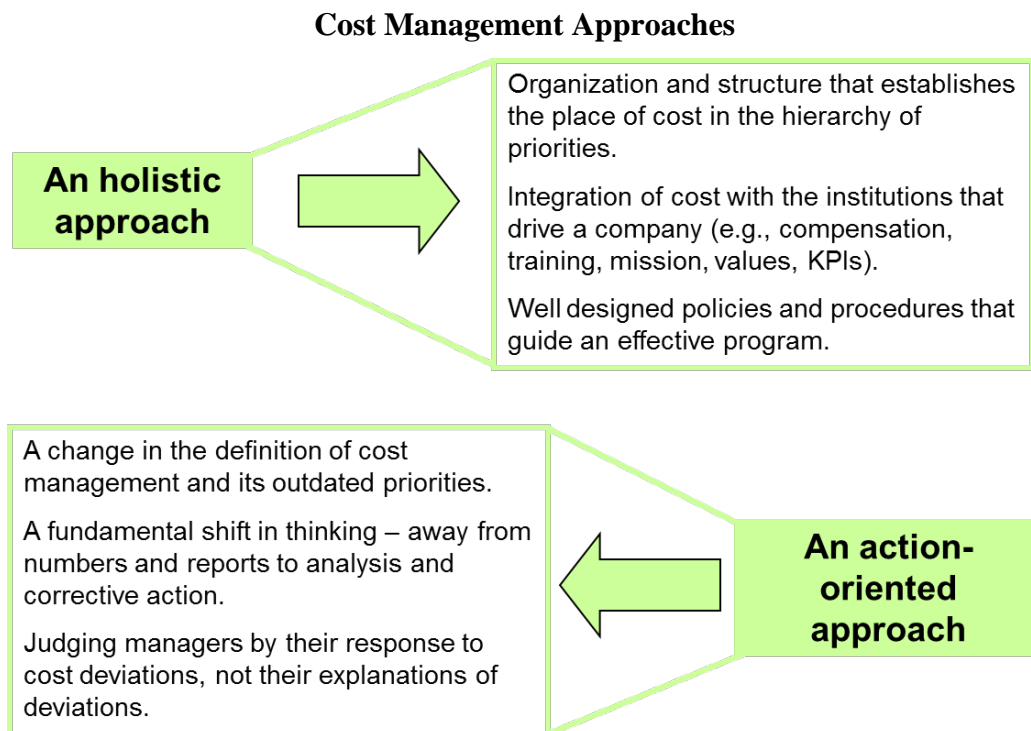 Cost Management Approaches
An holistic
approach
Organization and structure that establishes
the place of cost in the hierarchy of
priorities.
Integration of cost with the institutions that
drive a company (e.g., compensation,
training, mission, values, KPIs).
Well designed policies and procedures that
guide an effective program.
A change in the definition of cost
management and its outdated priorities.
A fundamental shift in thinking – away from
numbers and reports to analysis and
corrective action.
Judging managers by their response to
cost deviations, not their explanations of
deviations.
An action-
oriented
approach